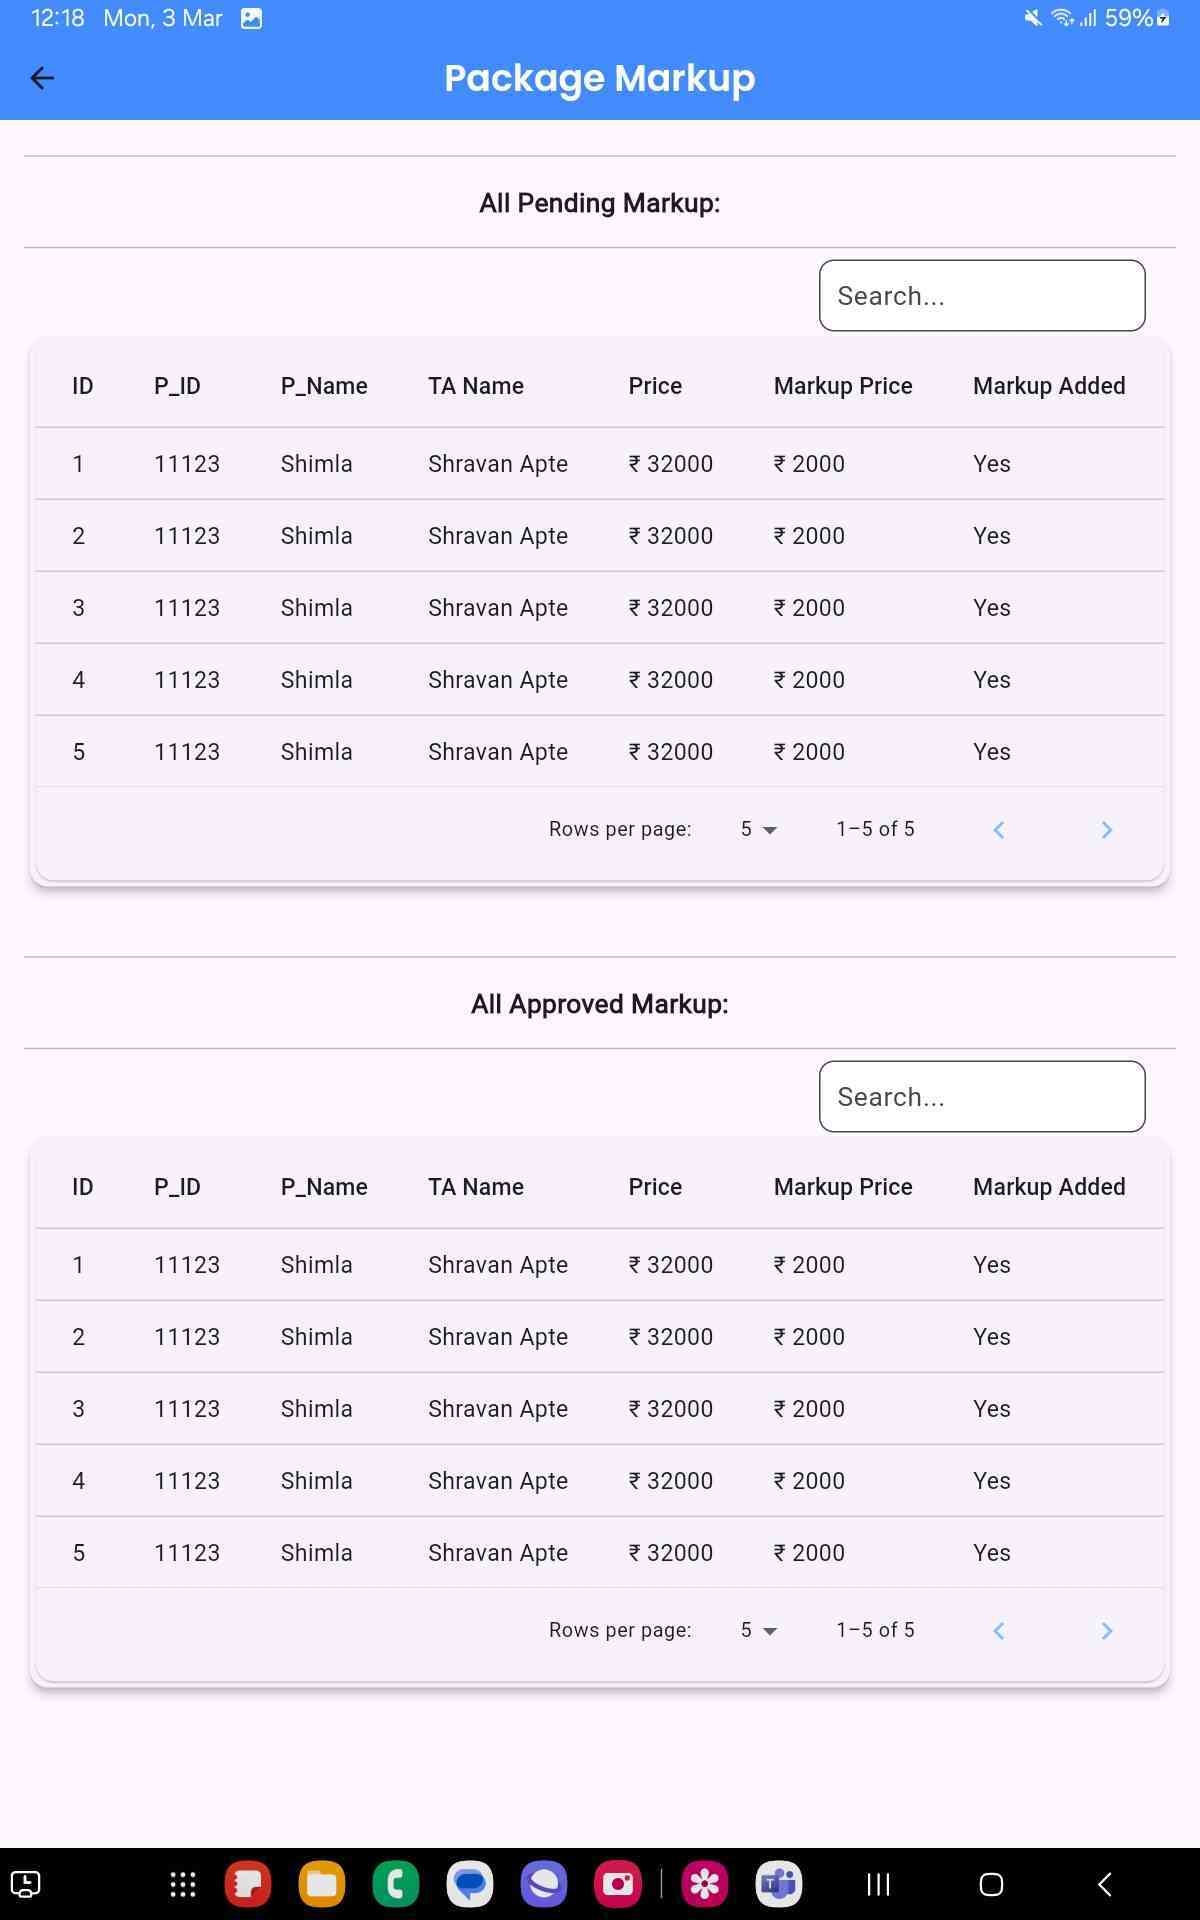 12:18 Mon, 3 Mar 59%
Package Markup
All Pending Markup:
Search...
ID P_ID P_Name TA Name Price Markup Price Markup Added
1 11123 Shimla Shravan Apte ₹ 32000 ₹ 2000 Yes
2 11123 Shimla Shravan Apte ₹ 32000 ₹ 2000 Yes
3 11123 Shimla Shravan Apte ₹ 32000 ₹ 2000 Yes
4 11123 Shimla Shravan Apte ₹ 32000 ₹ 2000 Yes
5 11123 Shimla Shravan Apte ₹ 32000 ₹ 2000 Yes
Rows per page: 5 1–5 of 5
All Approved Markup:
Search...
ID P_ID P_Name TA Name Price Markup Price Markup Added
1 11123 Shimla Shravan Apte ₹ 32000 ₹ 2000 Yes
2 11123 Shimla Shravan Apte ₹ 32000 ₹ 2000 Yes
3 11123 Shimla Shravan Apte ₹ 32000 ₹ 2000 Yes
4 11123 Shimla Shravan Apte ₹ 32000 ₹ 2000 Yes
5 11123 Shimla Shravan Apte ₹ 32000 ₹ 2000 Yes
Rows per page: 5 1–5 of 5
T